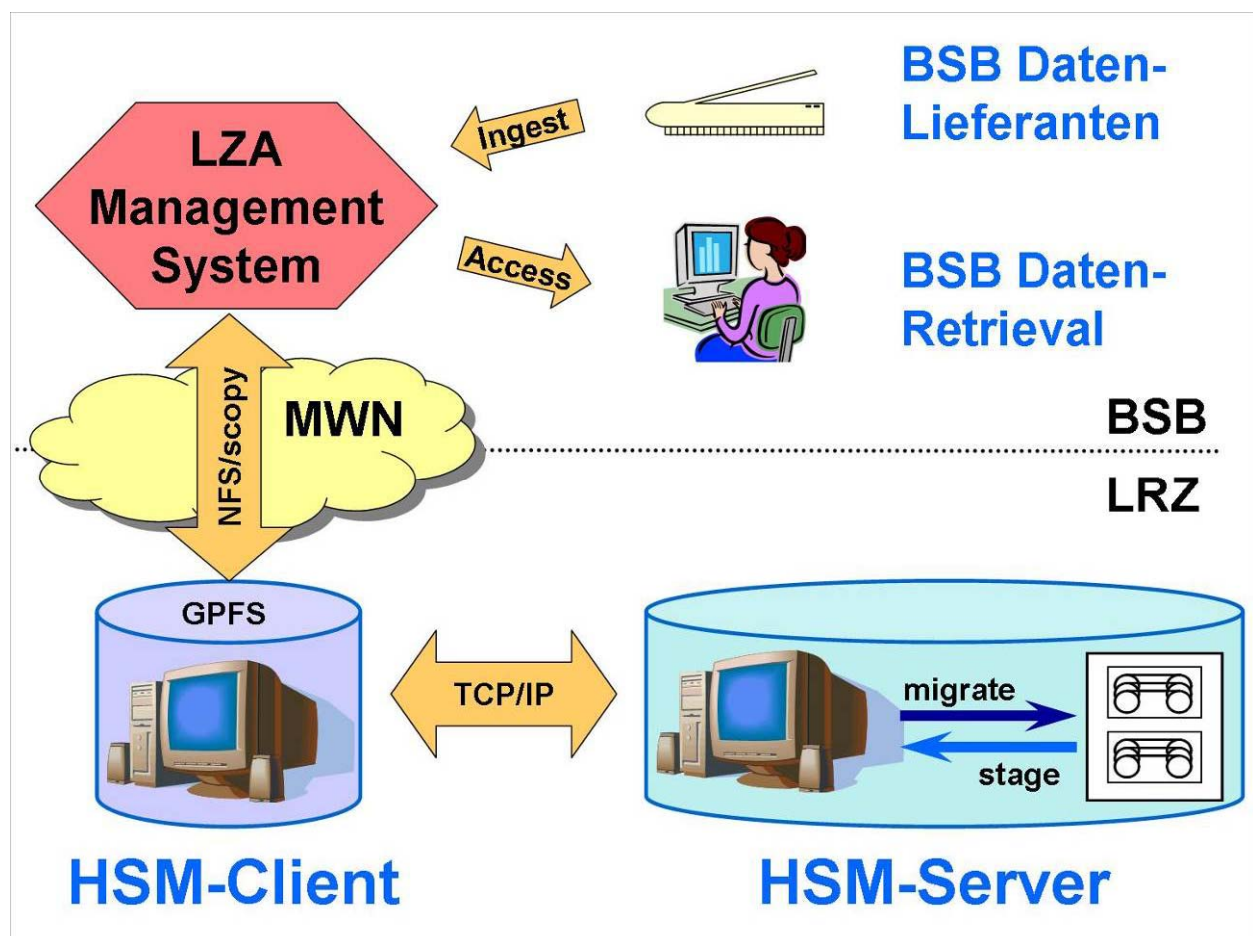 LZA
Management
System
Ingest
BSB Daten-
Lieferanten
Access
BSB Daten-
Retrieval
NFS/scopy
MWN
BSB
LRZ
GPFS
TCP/IP
migrate
stage
HSM-Client
HSM-Server